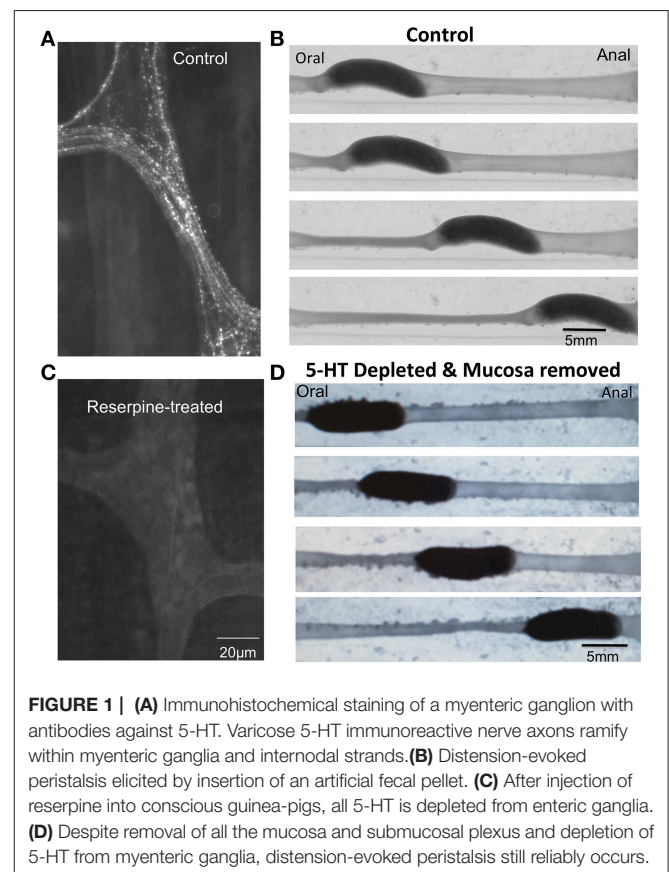 A
Control
B
Control
Oral
Anal
5mm
C
Reserpine-treated
20μm
D
5-HT Depleted & Mucosa removed
Oral
Anal
5mm
FIGURE 1 | (A) Immunohistochemical staining of a myenteric ganglion with
antibodies against 5-HT. Varicose 5-HT immunoreactive nerve axons ramify
within myenteric ganglia and internodal strands.(B) Distension-evoked
peristalsis elicited by insertion of an artificial fecal pellet. (C) After injection of
reserpine into conscious guinea-pigs, all 5-HT is depleted from enteric ganglia.
(D) Despite removal of all the mucosa and submucosal plexus and depletion of
5-HT from myenteric ganglia, distension-evoked peristalsis still reliably occurs.